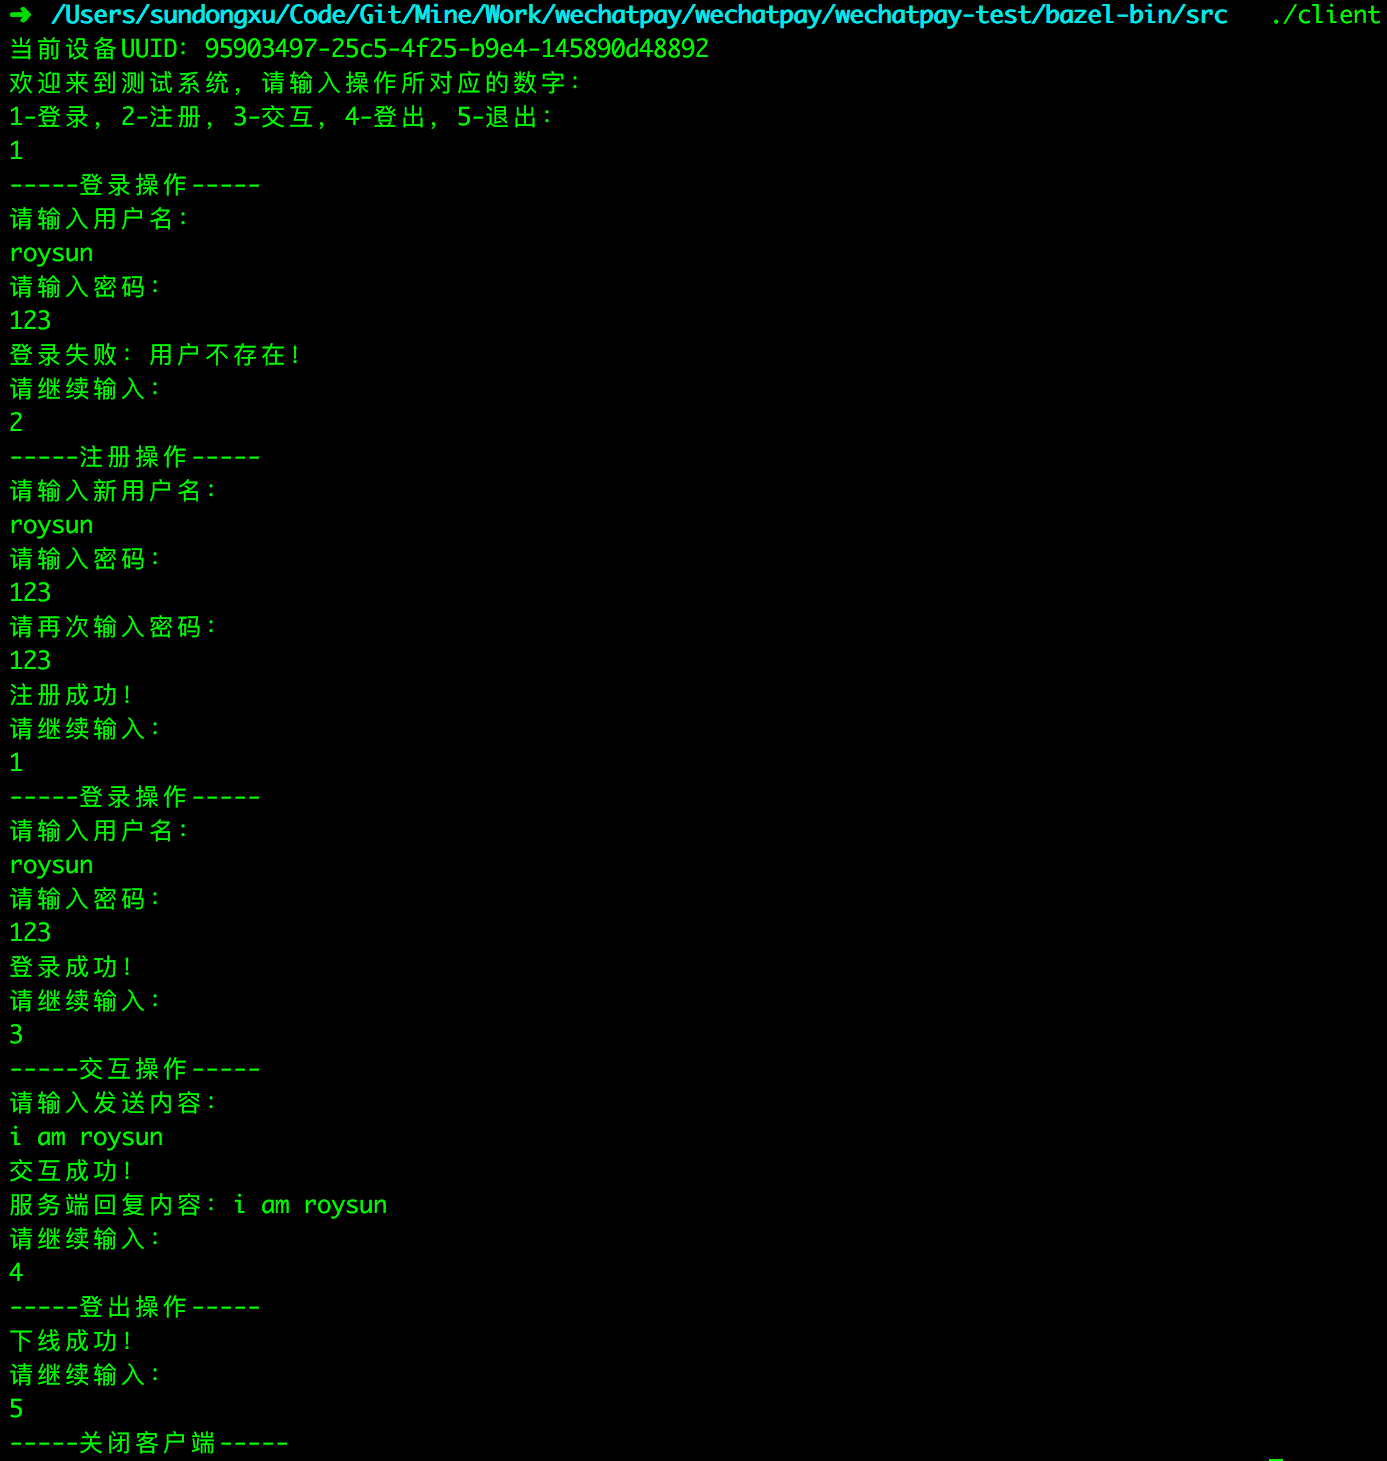 ➜ /Users/sundongxu/Code/Git/Mine/Work/wechatpay/wechatpay/wechatpay-test/bazel-bin/src ./client
当前设备UUID：95903497-25c5-4f25-b9e4-145890d48892
欢迎来到测试系统，请输入操作所对应的数字：
1-登录，2-注册，3-交互，4-登出，5-退出：
1
-----登录操作-----
请输入用户名：
roysun
请输入密码：
123
登录失败：用户不存在！
请继续输入：
2
-----注册操作-----
请输入新用户名：
roysun
请输入密码：
123
请再次输入密码：
123
注册成功！
请继续输入：
1
-----登录操作-----
请输入用户名：
roysun
请输入密码：
123
登录成功！
请继续输入：
3
-----交互操作-----
请输入发送内容：
i am roysun
交互成功！
服务端回复内容：i am roysun
请继续输入：
4
-----登出操作-----
下线成功！
请继续输入：
5
-----关闭客户端-----